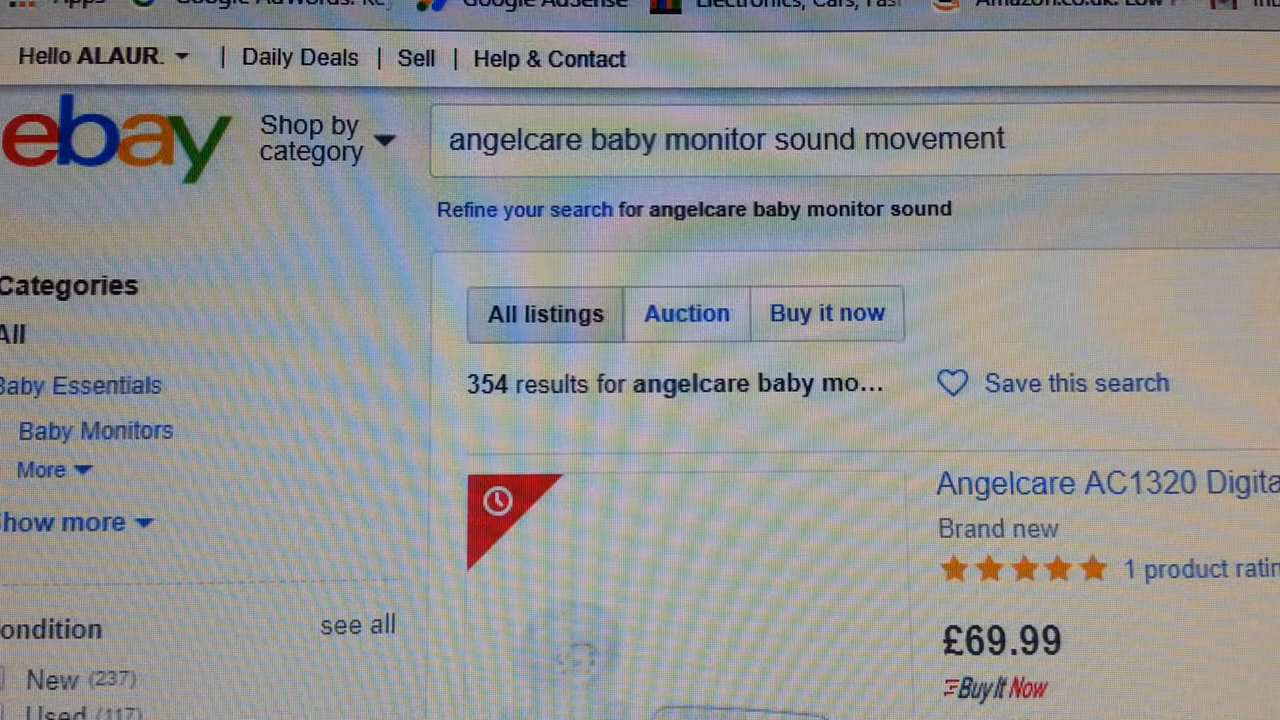 Hello ALAUR. | Daily Deals | Sell | Help & Contact
ebay
Shop by
category
angelcare baby monitor sound movement
Refine your search for angelcare baby monitor sound
Categories
All
Baby Essentials
Baby Monitors
More
Show more
All listings Auction Buy it now
354 results for angelcare baby mo... Save this search
Angelcare AC1320 Digita
Brand new
1 product ratin
£69.99
Buy It Now
ondition see all
New (237)
Used (117)